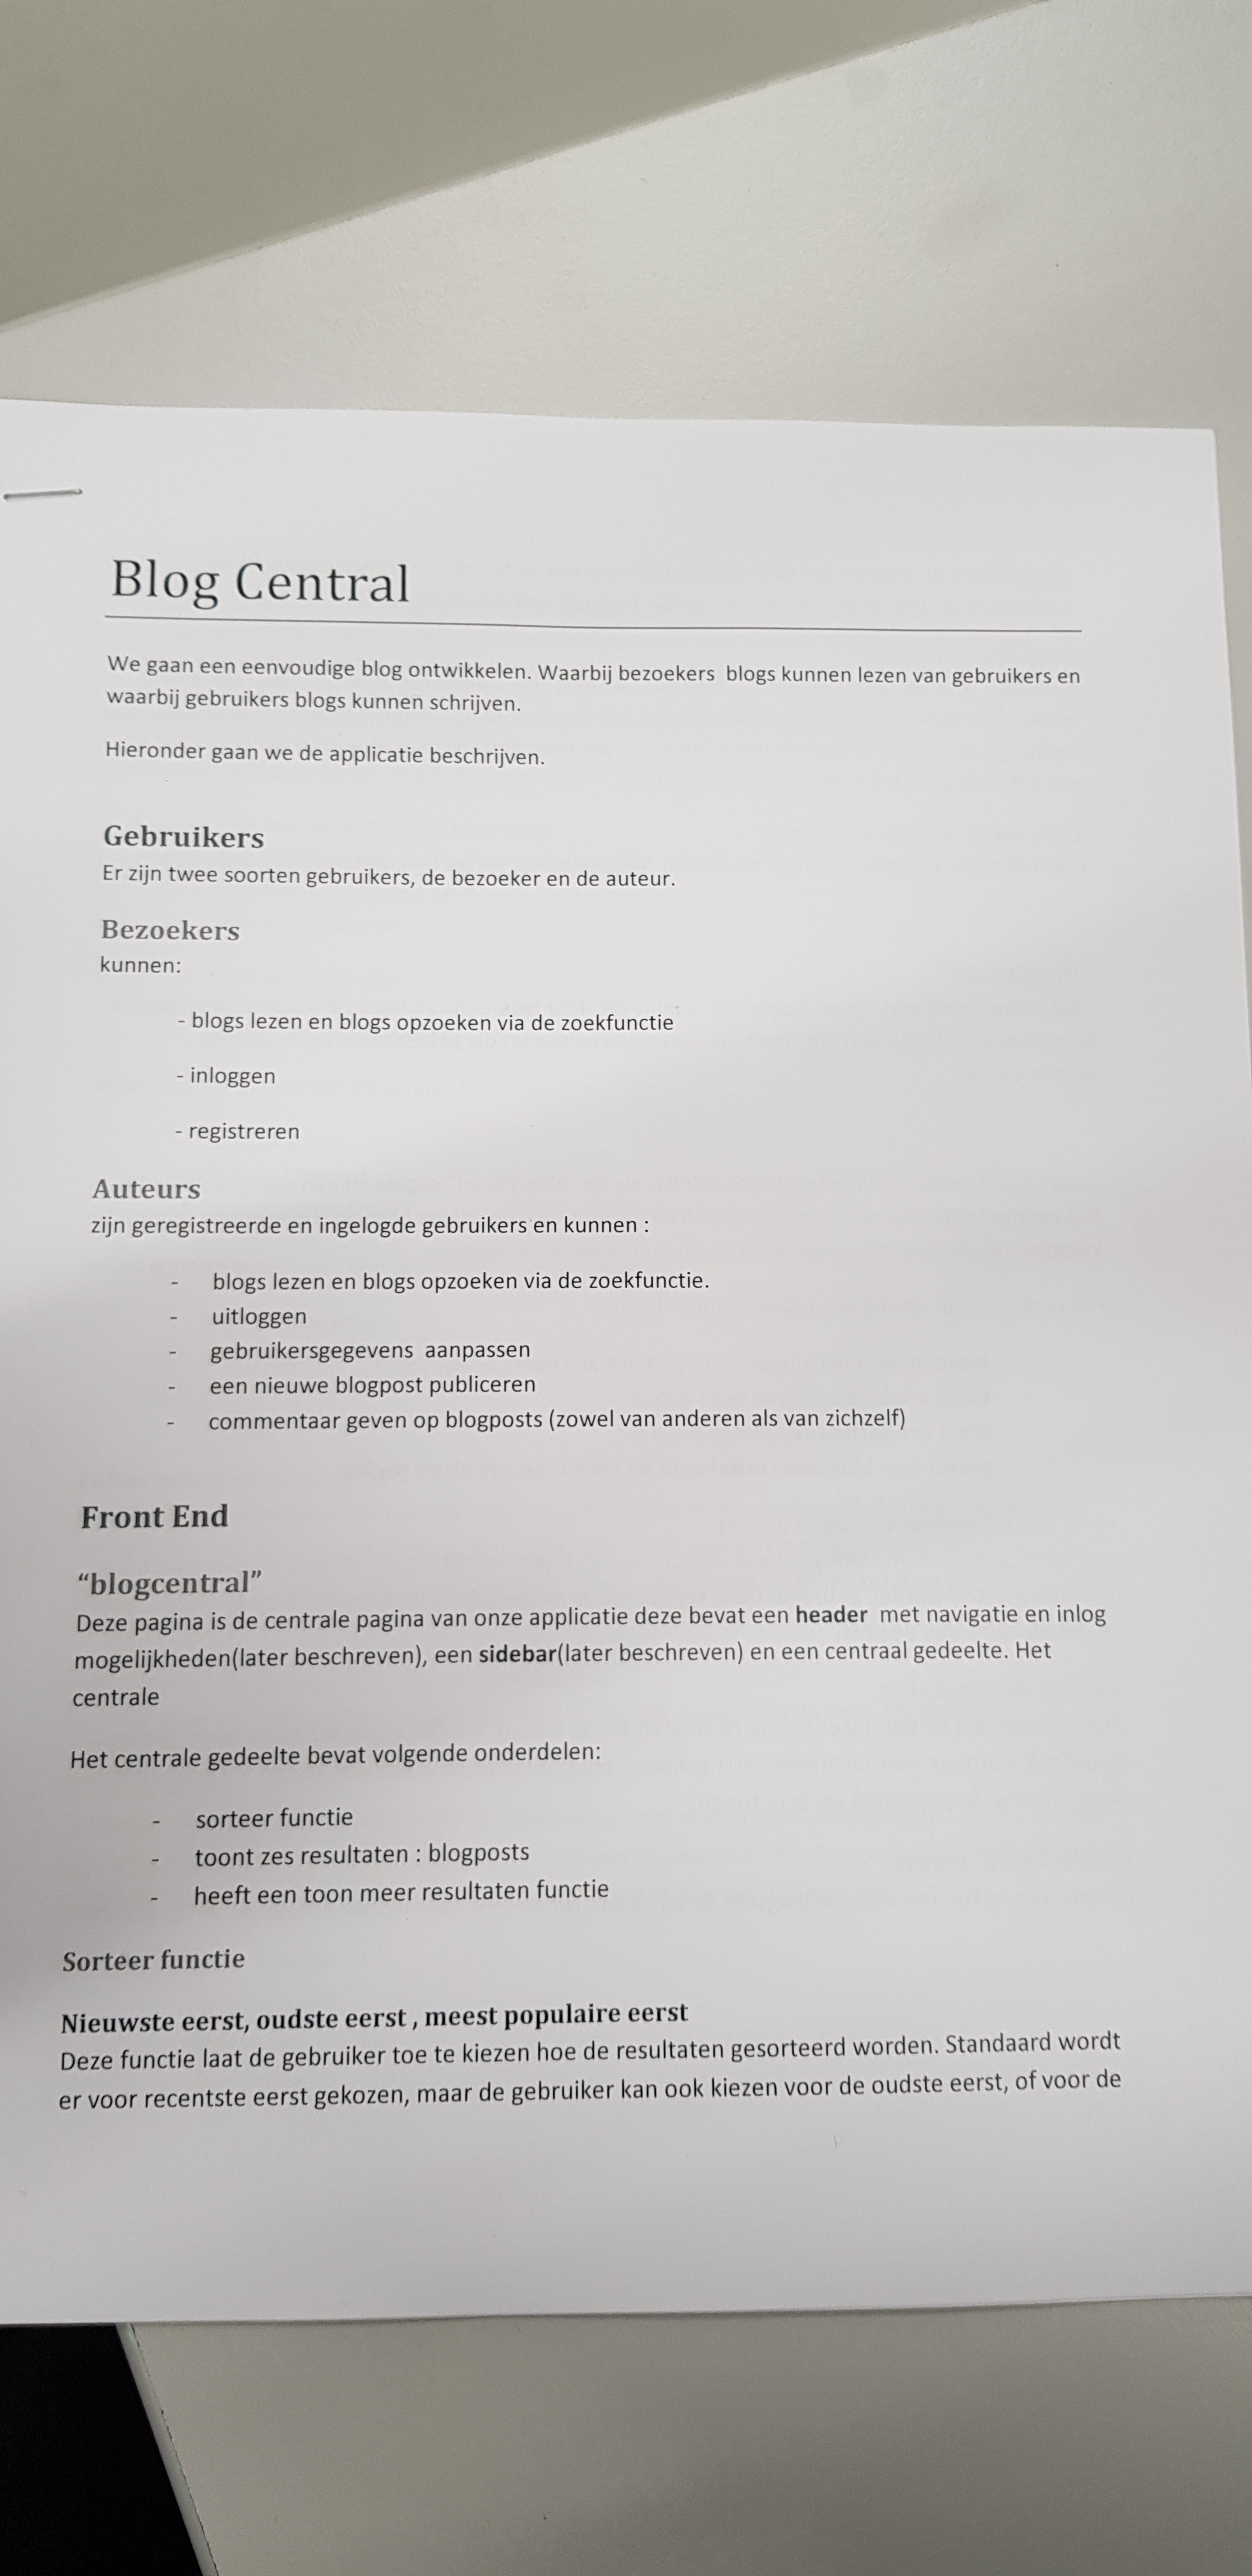 Blog Central
We gaan een eenvoudige blog ontwikkelen. Waarbij bezoekers  blogs kunnen lezen van gebruikers en
waarbij gebruikers blogs kunnen schrijven.
Hieronder gaan we de applicatie beschrijven.
Gebruikers
Er zijn twee soorten gebruikers, de bezoeker en de auteur.
Bezoekers
kunnen:
- blogs lezen en blogs opzoeken via de zoekfunctie
- inloggen
- registreren
Auteurs
zijn geregistreerde en ingelogde gebruikers en kunnen :
- blogs lezen en blogs opzoeken via de zoekfunctie.
- uitloggen
- gebruikersgegevens  aanpassen
- een nieuwe blogpost publiceren
- commentaar geven op blogposts (zowel van anderen als van zichzelf)
Front End
“blogcentral”
Deze pagina is de centrale pagina van onze applicatie deze bevat een header  met navigatie en inlog
mogelijkheden(later beschreven), een sidebar(later beschreven) en een centraal gedeelte. Het
centrale
Het centrale gedeelte bevat volgende onderdelen:
- sorteer functie
- toont zes resultaten : blogposts
- heeft een toon meer resultaten functie
Sorteer functie
Nieuwste eerst, oudste eerst , meest populaire eerst
Deze functie laat de gebruiker toe te kiezen hoe de resultaten gesorteerd worden. Standaard wordt
er voor recentste eerst gekozen, maar de gebruiker kan ook kiezen voor de oudste eerst, of voor de